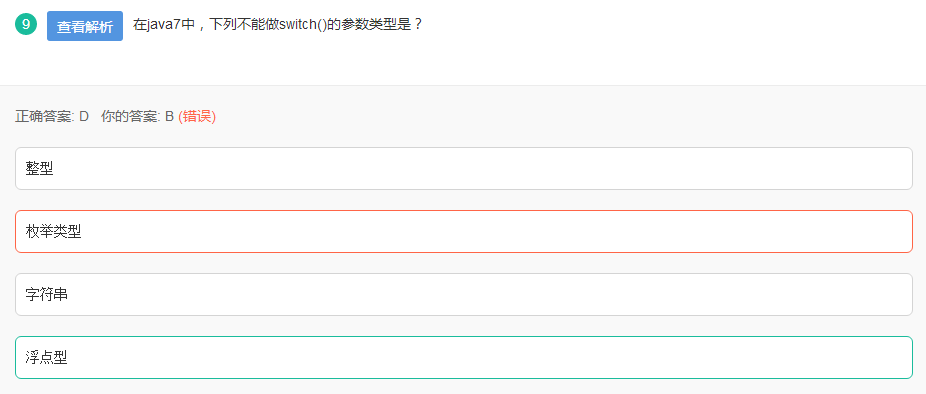 9 查看解析 在java7中，下列不能做switch()的参数类型是？
正确答案: D 你的答案: B (错误)
整型
枚举类型
字符串
浮点型